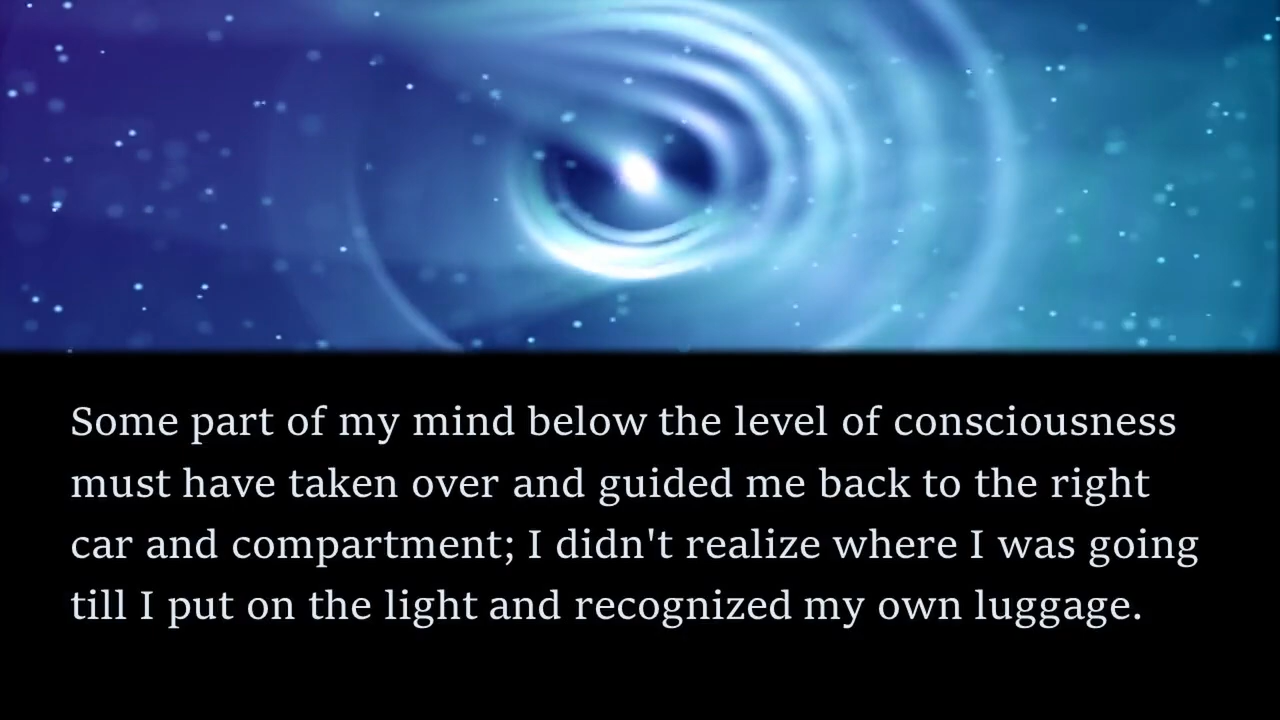 Some part of my mind below the level of consciousness
must have taken over and guided me back to the right
car and compartment; I didn't realize where I was going
till I put on the light and recognized my own luggage.